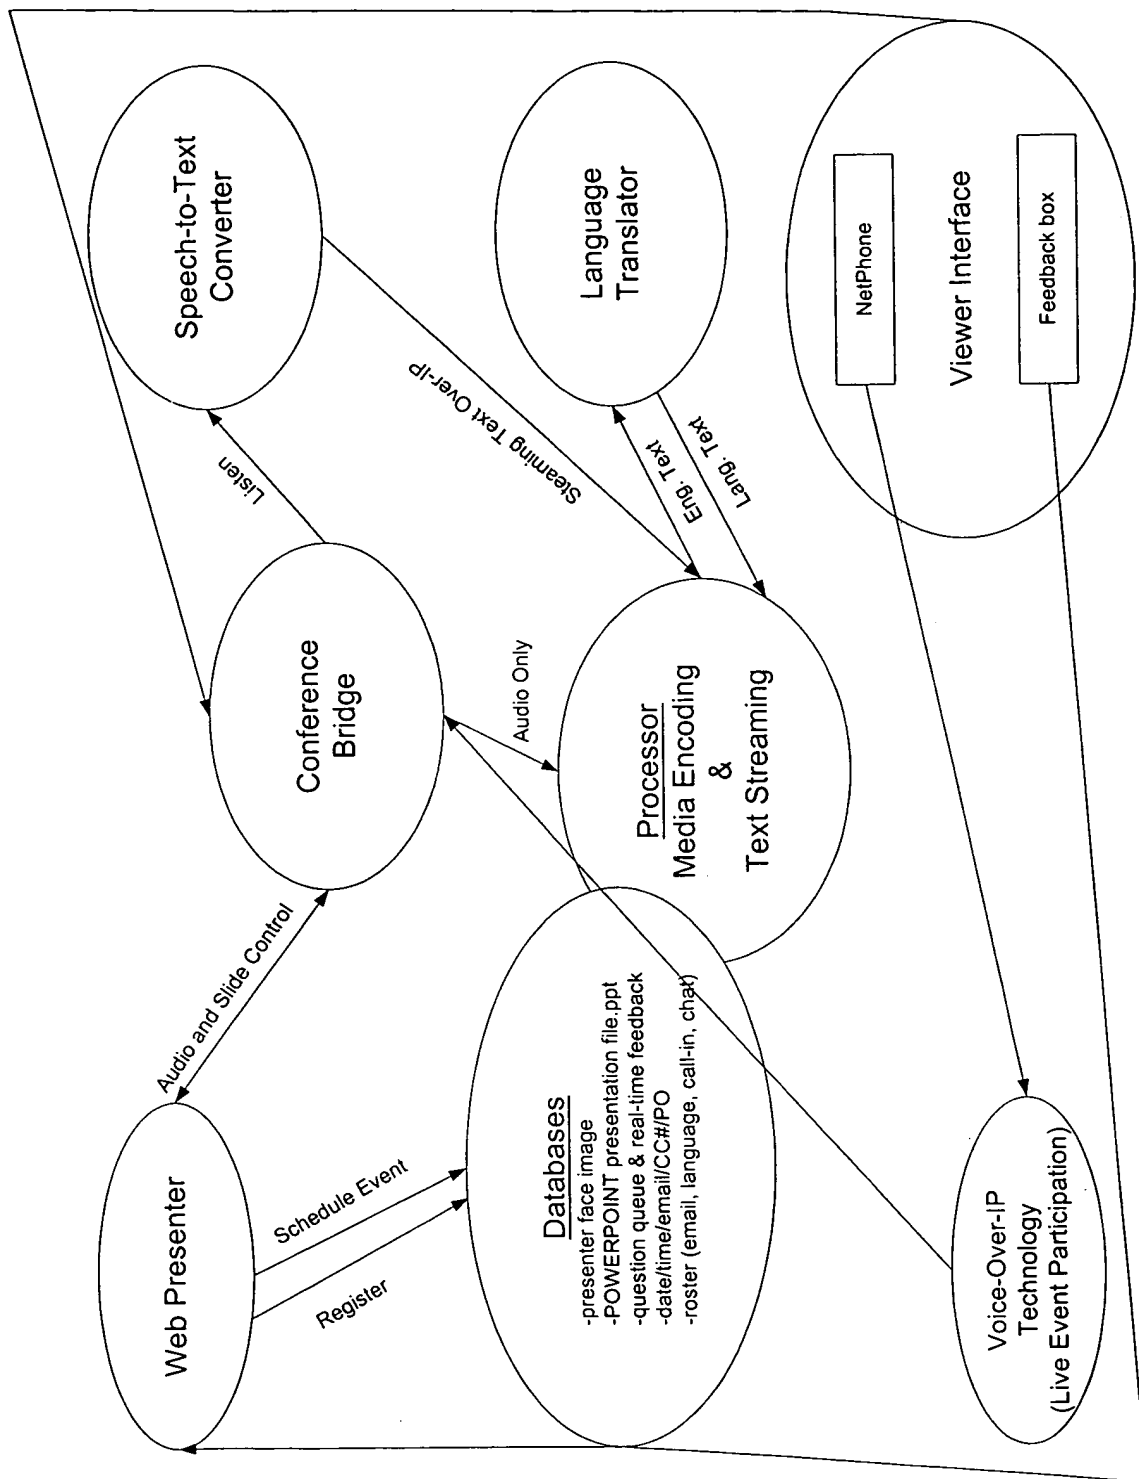 Web Presenter
Audio and Slide Control
Conference
Bridge
Listen
Speech-to-Text
Converter
Schedule Event
Register
Steaming Text Over-IP
Databases
-presenter face image
-POWERPOINT presentation file.ppt
-question queue & real-time feedback
-date/time/email/CC#/PO
-roster (email, language, call-in, chat)
Audio Only
Processor
Media Encoding
&
Text Streaming
Eng. Text
Lang. Text
Language
Translator
Voice-Over-IP
Technology
(Live Event Participation)
NetPhone
Viewer Interface
Feedback box